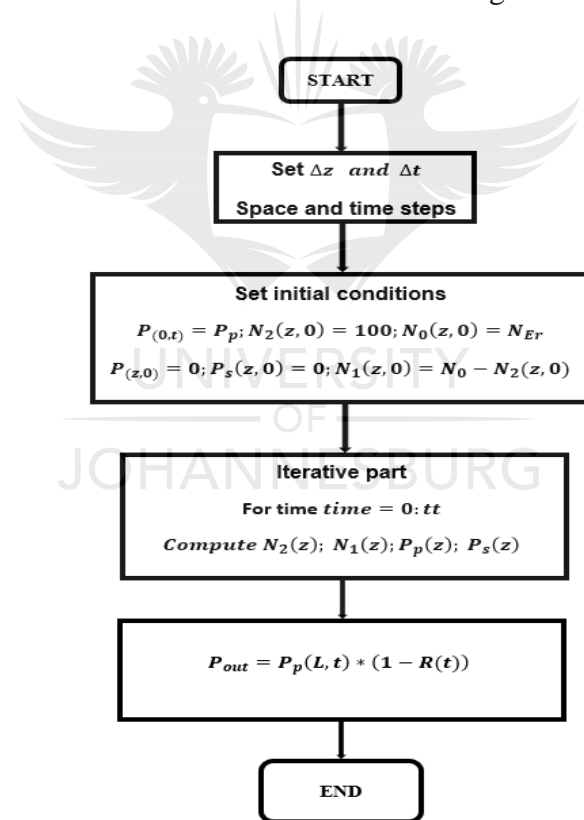 START
Set Δz and Δt
Space and time steps
Set initial conditions
P(0,t) = Pp; N2(z, 0) = 100; N0(z, 0) = NEr
P(z,0) = 0; Ps(z, 0) = 0; N1(z, 0) = N0 − N2(z, 0)
UNIVERSITY
OF
JOHANNESBURG
Iterative part
For time time = 0: tt
Compute N2(z); N1(z); Pp(z); Ps(z)
Pout = Pp(L, t) ∗ (1 − R(t))
END